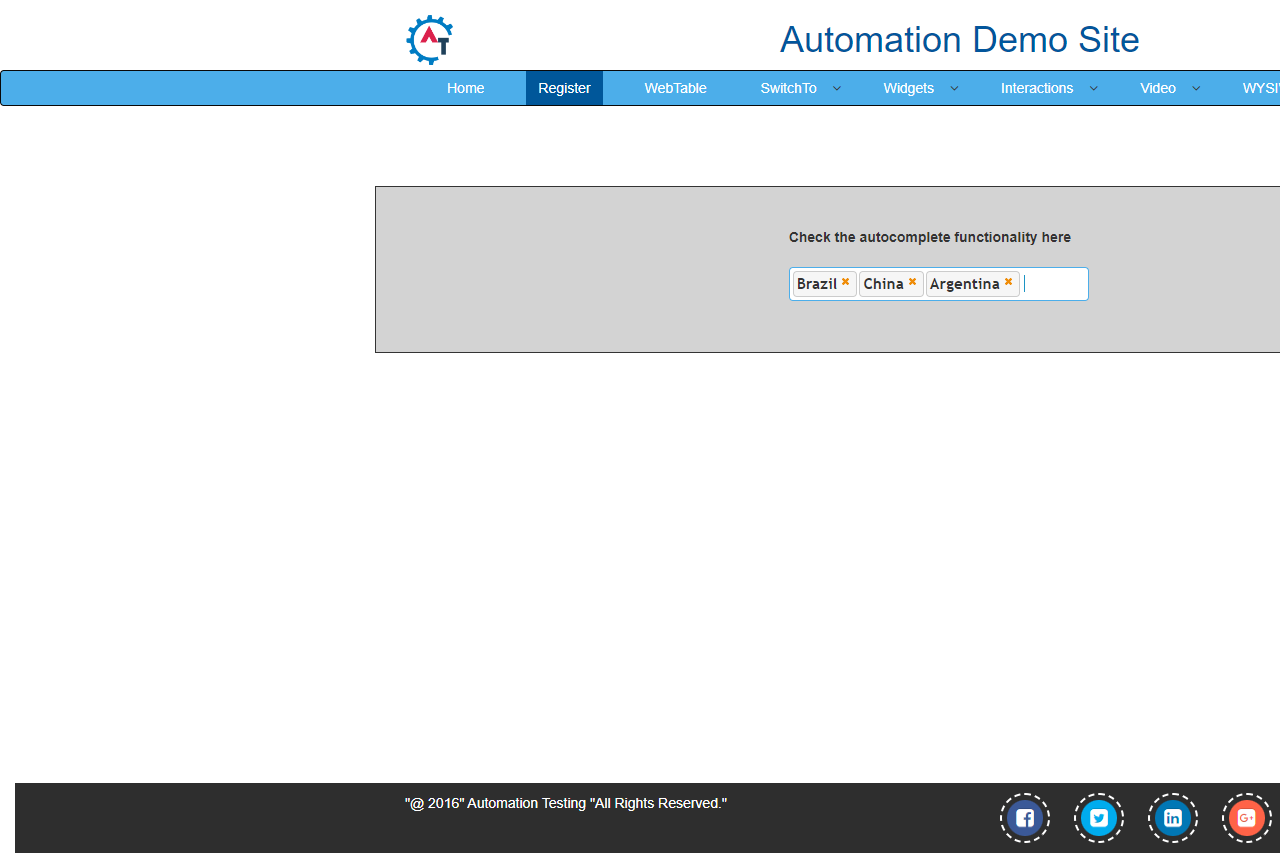 AT
Automation Demo Site
Home Register WebTable SwitchTo Widgets Interactions Video WYSI
Check the autocomplete functionality here
Brazil China Argentina
"@ 2016" Automation Testing "All Rights Reserved."